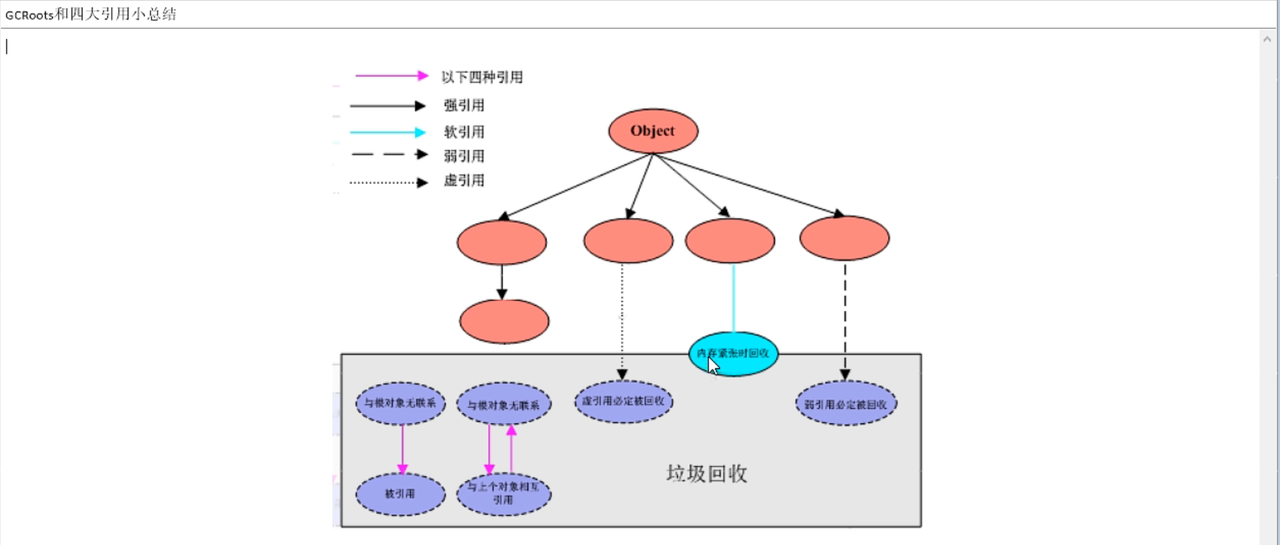 GCRoots和四大引用小总结
以下四种引用
强引用
软引用
弱引用
虚引用
Object
内存紧张时回收
与根对象无联系
与根对象无联系
虚引用必定被回收
弱引用必定被回收
垃圾回收
被引用
与上个对象相互
引用